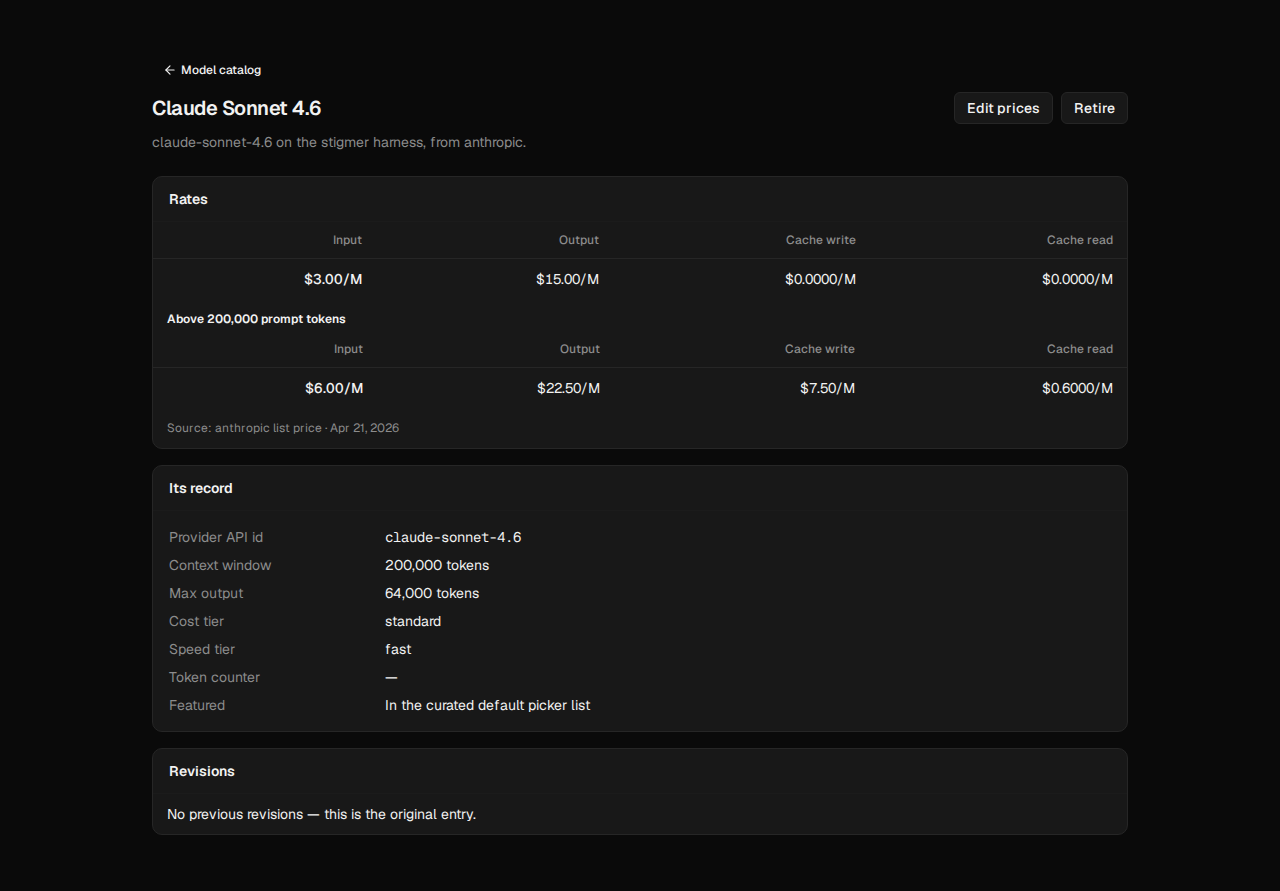 Model catalog
Claude Sonnet 4.6
Edit prices
Retire
claude-sonnet-4.6 on the stigmer harness, from anthropic.
Rates
Input Output Cache write Cache read
$3.00/M $15.00/M $0.0000/M $0.0000/M
Above 200,000 prompt tokens
Input Output Cache write Cache read
$6.00/M $22.50/M $7.50/M $0.6000/M
Source: anthropic list price · Apr 21, 2026
Its record
Provider API id claude-sonnet-4.6
Context window 200,000 tokens
Max output 64,000 tokens
Cost tier standard
Speed tier fast
Token counter —
Featured In the curated default picker list
Revisions
No previous revisions — this is the original entry.